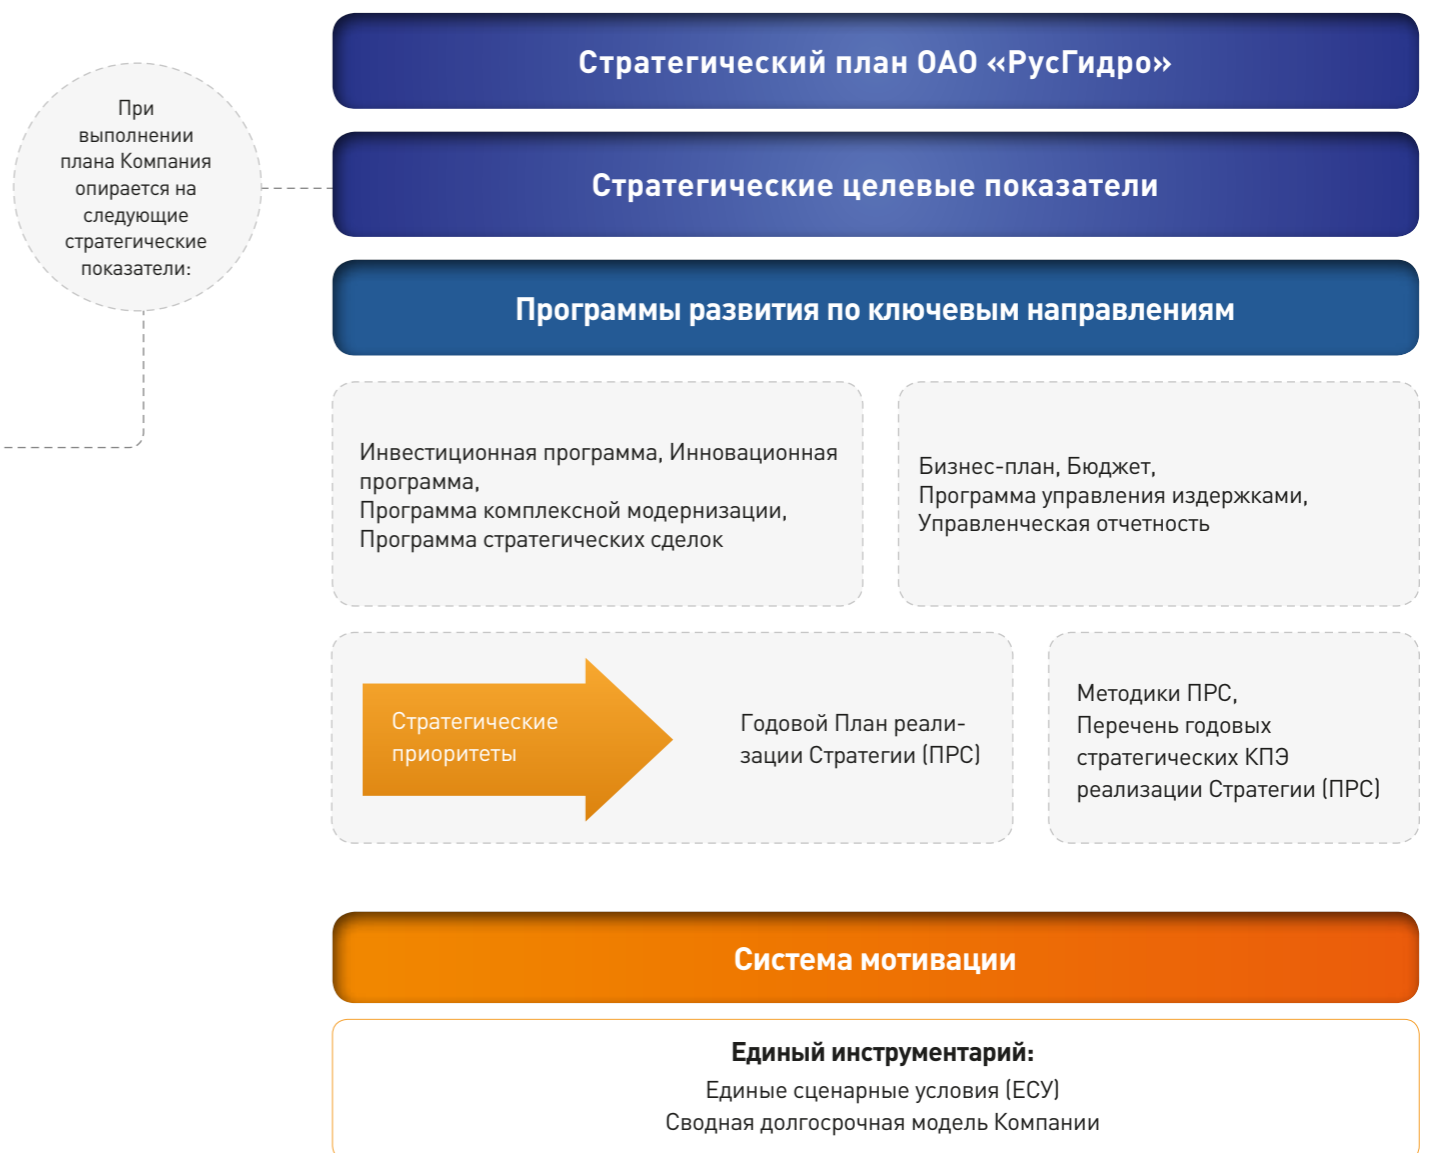 Стратегический план ОАО «РусГидро»
При
выполнении
плана Компания
опирается на
следующие
стратегические
показатели:
Стратегические целевые показатели
Программы развития по ключевым направлениям
Инвестиционная программа, Инновационная
программа,
Программа комплексной модернизации,
Программа стратегических сделок
Бизнес-план, Бюджет,
Программа управления издержками,
Управленческая отчетность
Стратегические
приоритеты
Годовой План реали-
зации Стратегии (ПРС)
Методики ПРС,
Перечень годовых
стратегических КПЭ
реализации Стратегии (ПРС)
Система мотивации
Единый инструментарий:
Единые сценарные условия (ЕСУ)
Сводная долгосрочная модель Компании